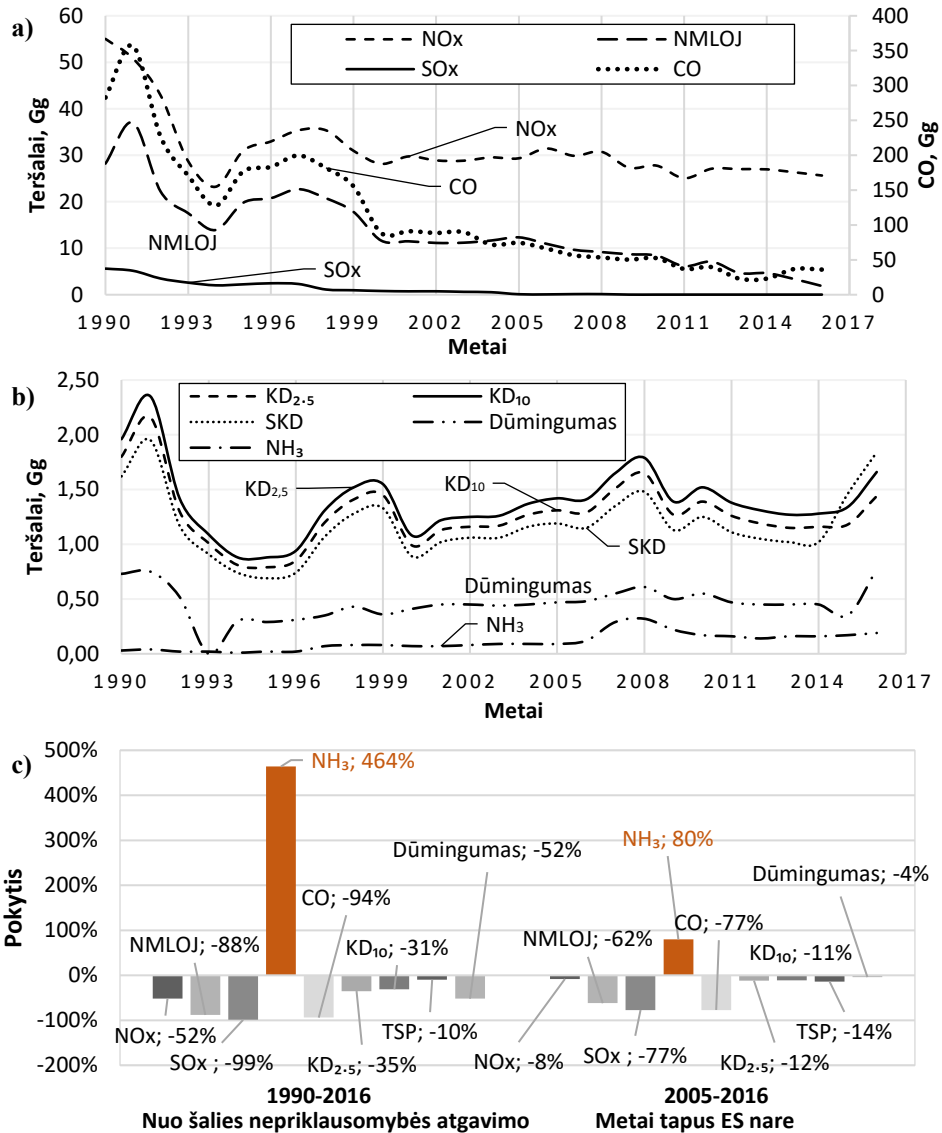 a)
60
50
40
30
20
10
0
Teršalai, Gg
400
350
300
250
200
150
100
50
0
CO, Gg
NOx
NMLOJ
SOx
CO
NOx
CO
NMLOJ
SOx
1990 1993 1996 1999 2002 2005 2008 2011 2014 2017
Metai
b)
2,50
2,00
1,50
1,00
0,50
0,00
Teršalai, Gg
KD₂.₅
KD₁₀
SKD
Dūmingumas
NH₃
KD₂,₅
KD₁₀
SKD
Dūmingumas
NH₃
1990 1993 1996 1999 2002 2005 2008 2011 2014 2017
Metai
c)
500%
400%
300%
200%
100%
0%
-100%
-200%
Pokytis
NH₃; 464%
Dūmingumas; -52%
CO; -94%
NMLOJ; -88%
KD₁₀; -31%
NOx; -52%
SOx; -99%
KD₂.₅; -35%
TSP; -10%
NH₃; 80%
Dūmingumas; -4%
CO; -77%
NMLOJ; -62%
KD₁₀; -11%
NOx; -8%
SOx ; -77%
KD₂.₅; -12%
TSP; -14%
1990-2016
Nuo šalies nepriklausomybės atgavimo
2005-2016
Metai tapus ES nare